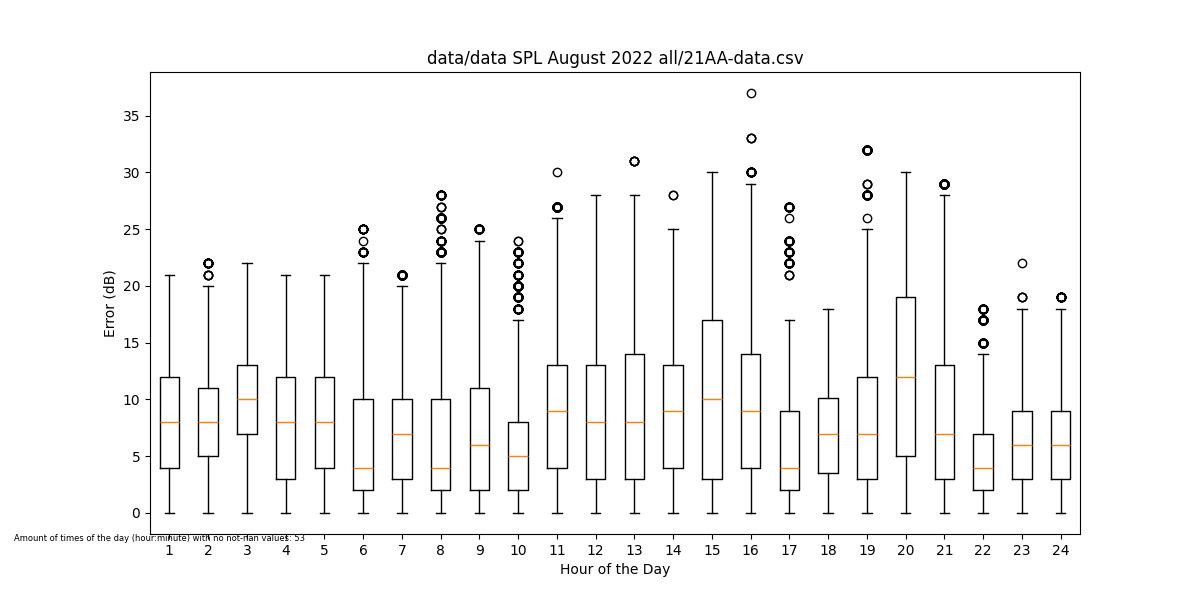 data/data SPL August 2022 all/21AA-data.csv
35
30
25
20
15
10
5
0
Error (dB)
Amount of times of the day (hour:minute) with no not-nan values: 53
1 2 3 4 5 6 7 8 9 10 11 12 13 14 15 16 17 18 19 20 21 22 23 24
Hour of the Day